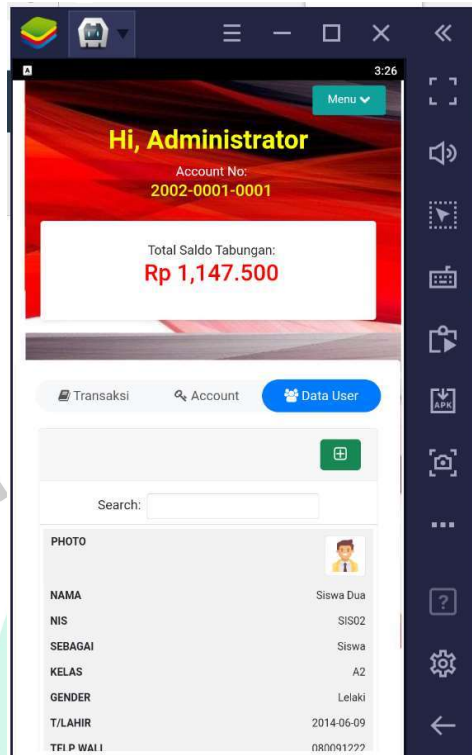 A
3:26
Menu
Hi, Administrator
Account No:
2002-0001-0001
Total Saldo Tabungan:
Rp 1,147.500
Transaksi Account Data User
Search:
PHOTO
NAMA Siswa Dua
NIS SIS02
SEBAGAI Siswa
KELAS A2
GENDER Lelaki
T/LAHIR 2014-06-09
TELP WALI 080091222
APK